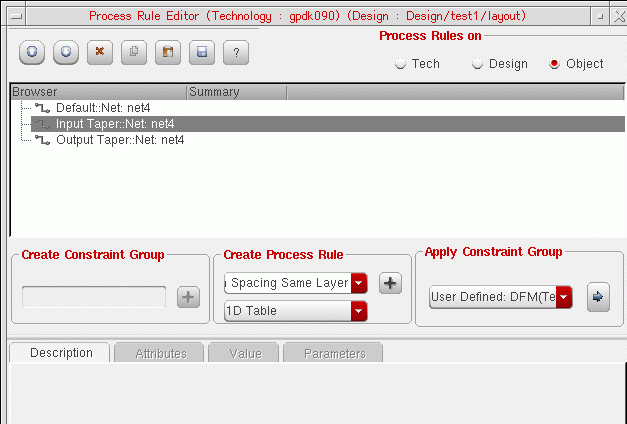 Process Rule Editor (Technology : gpdk090) (Design : Design/test1/layout)
Process Rules on
?
Tech
Design
Object
Browser
Summary
Default::Net: net4
Input Taper::Net: net4
Output Taper::Net: net4
Create Constraint Group
Create Process Rule
Apply Constraint Group
Spacing Same Layer
1D Table
User Defined: DFM(Te
Description
Attributes
Value
Parameters